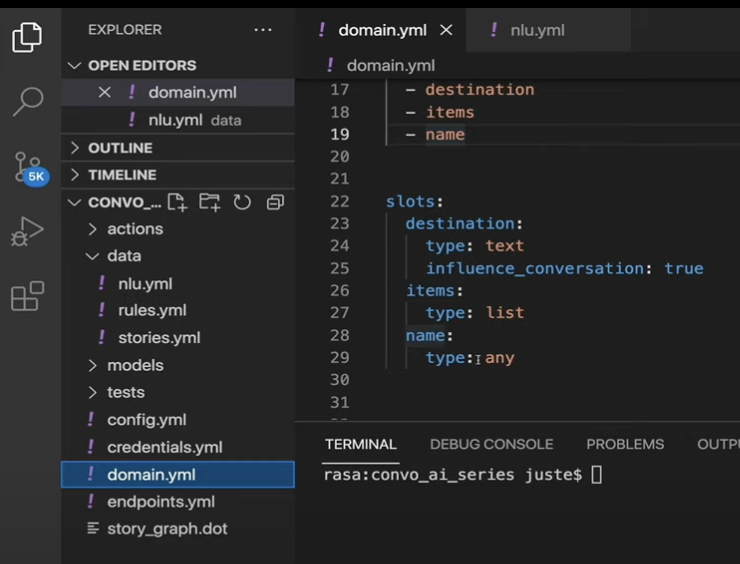 EXPLORER
...
OPEN EDITORS
domain.yml
nlu.yml data
OUTLINE
TIMELINE
CONVO_...
actions
data
nlu.yml
rules.yml
stories.yml
models
tests
config.yml
credentials.yml
domain.yml
endpoints.yml
story_graph.dot
5K
! domain.yml ×
! nlu.yml
! domain.yml
17 - destination
18 - items
19 - name
20
21
22 slots:
23 destination:
24 type: text
25 influence_conversation: true
26 items:
27 type: list
28 name:
29 type: any
30
31
TERMINAL DEBUG CONSOLE PROBLEMS OUTP
rasa:convo_ai_series juste$